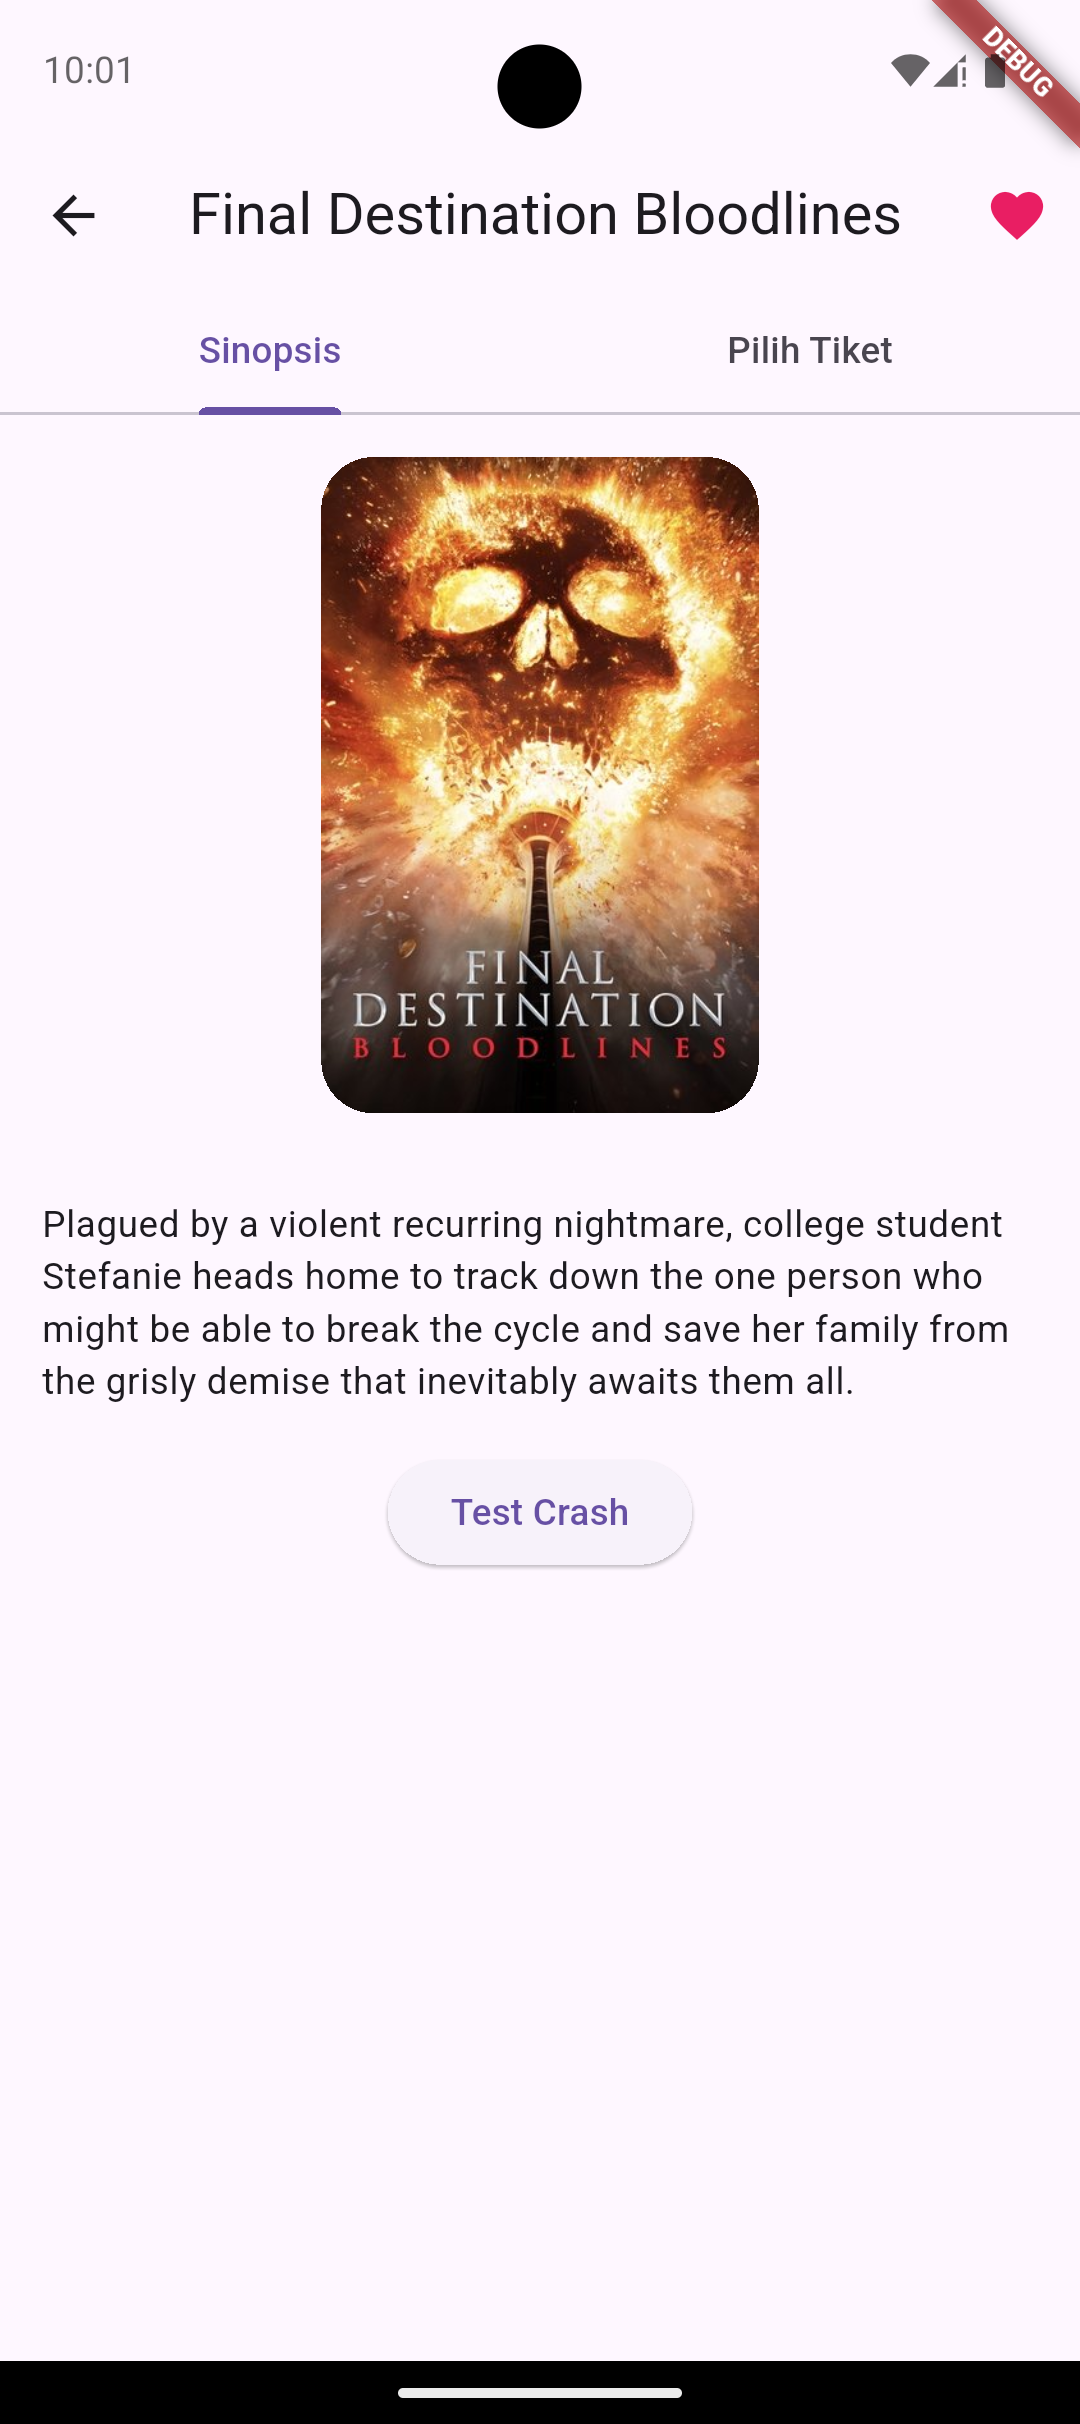 10:01
DEBUG
Final Destination Bloodlines
Sinopsis
Pilih Tiket
FINAL
DESTINATION
BLOODLINES
Plagued by a violent recurring nightmare, college student
Stefanie heads home to track down the one person who
might be able to break the cycle and save her family from
the grisly demise that inevitably awaits them all.
Test Crash